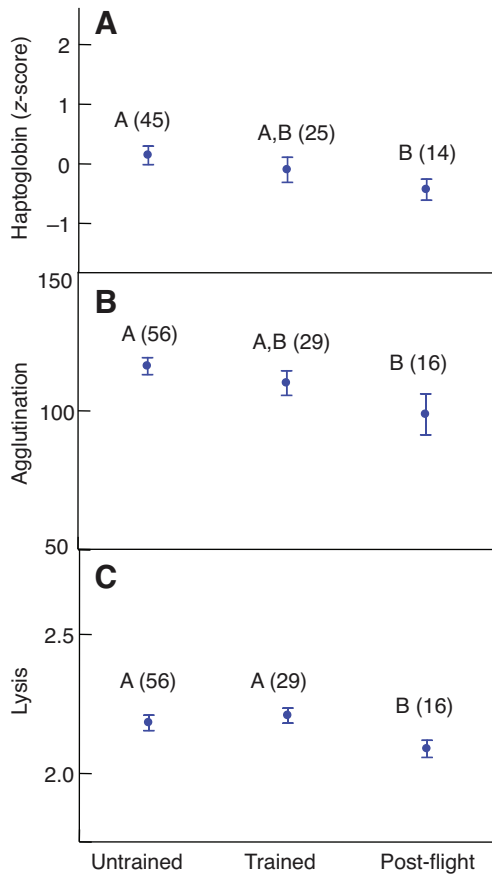 A
Haptoglobin (z-score)
2
1
0
–1
A (45)
A,B (25)
B (14)
B
Agglutination
150
100
50
A (56)
A,B (29)
B (16)
C
Lysis
2.5
2.0
A (56)
A (29)
B (16)
Untrained
Trained
Post-flight